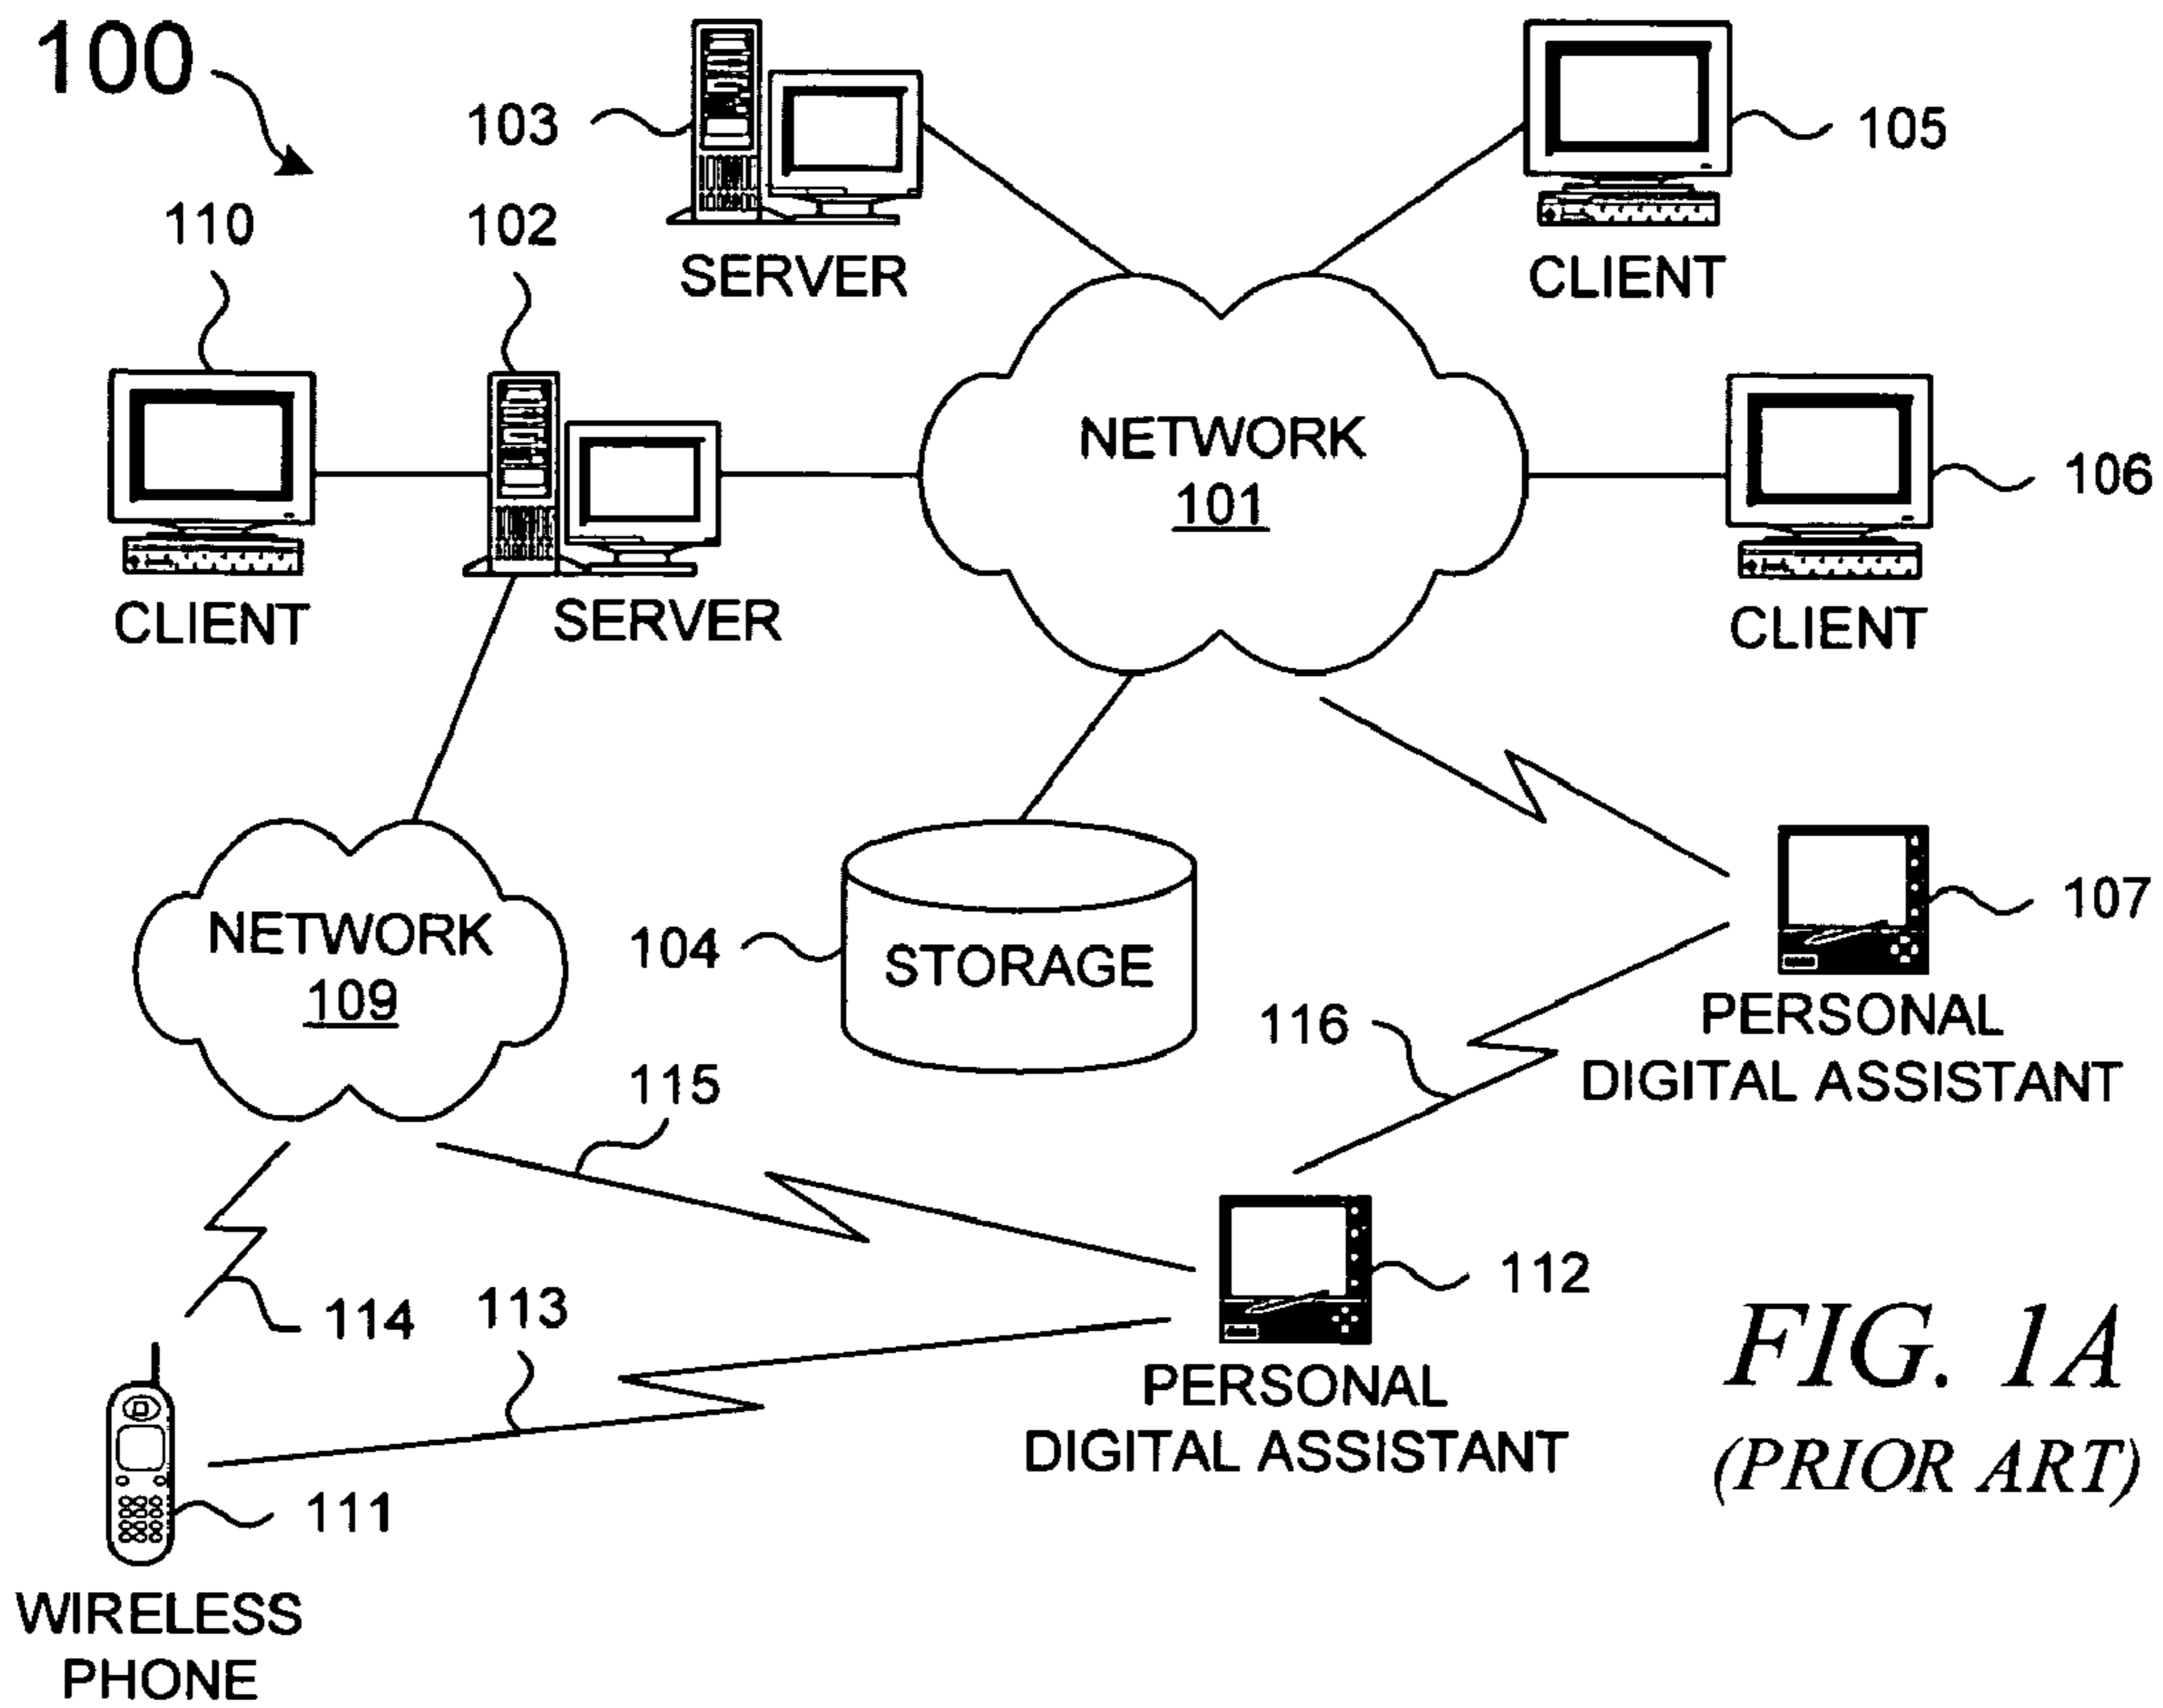 100
103
SERVER
105
CLIENT
110
102
CLIENT
SERVER
NETWORK
101
106
CLIENT
NETWORK
109
104
STORAGE
107
PERSONAL
DIGITAL ASSISTANT
116
115
114
113
112
PERSONAL
DIGITAL ASSISTANT
111
WIRELESS
PHONE
FIG. 1A
(PRIOR ART)